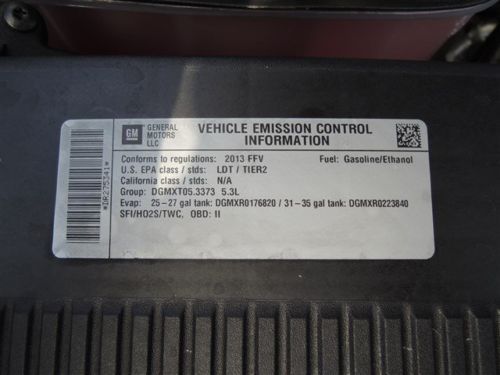 GM
GENERAL
MOTORS
LLC
VEHICLE EMISSION CONTROL
INFORMATION
Conforms to regulations: 2013 FFV Fuel: Gasoline/Ethanol
U.S. EPA class / stds: LDT / TIER2
California class / stds: N/A
Group: DGMXT05.3373 5.3L
Evap: 25-27 gal tank: DGMXR0176820 / 31-35 gal tank: DGMXR0223840
SFI/HO2S/TWC, OBD: II
*DR275341*